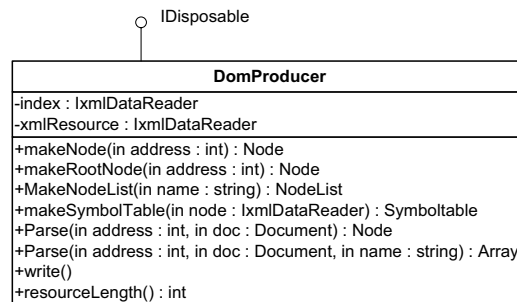 IDisposable
DomProducer
-index : IxmlDataReader
-xmlResource : IxmlDataReader
+makeNode(in address : int) : Node
+makeRootNode(in address : int) : Node
+MakeNodeList(in name : string) : NodeList
+makeSymbolTable(in node : IxmlDataReader) : Symboltable
+Parse(in address : int, in doc : Document) : Node
+Parse(in address : int, in doc : Document, in name : string) : Array
+write()
+resourceLength() : int